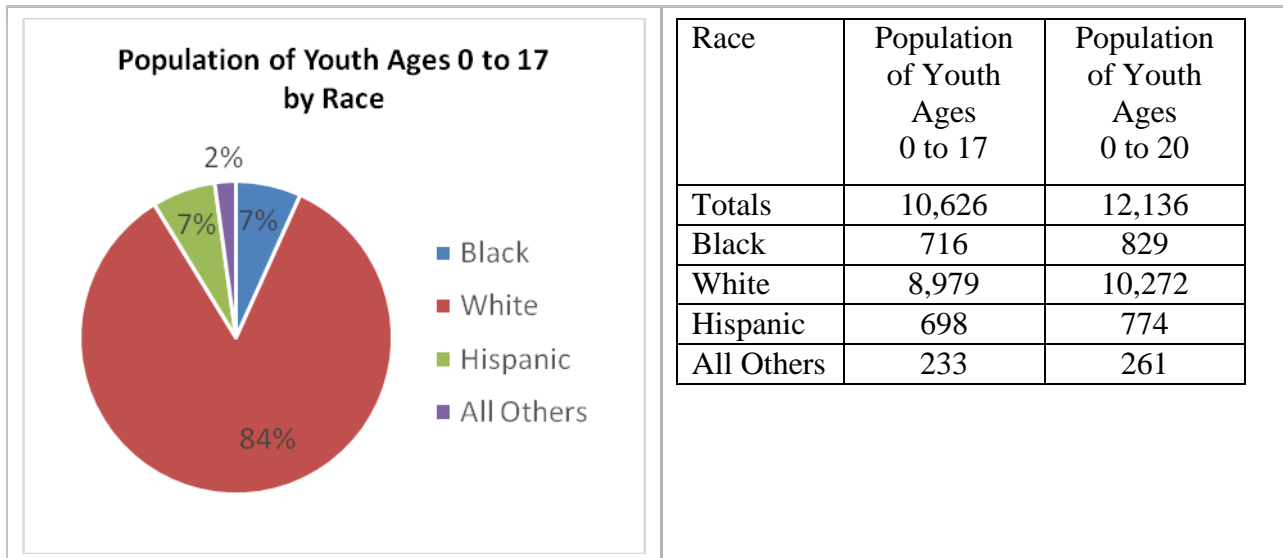 Population of Youth Ages 0 to 17
by Race
2%
7%
7%
84%
Black
White
Hispanic
All Others
Race Population of Youth Ages 0 to 17 Population of Youth Ages 0 to 20
Totals 10,626 12,136
Black 716 829
White 8,979 10,272
Hispanic 698 774
All Others 233 261